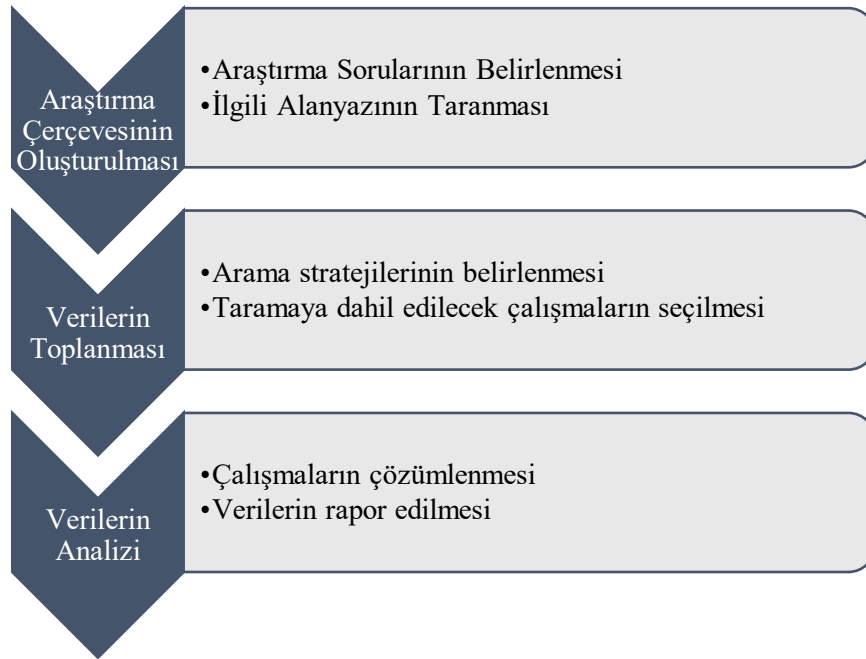 Araştırma
Çerçevesinin
Oluşturulması
•Araştırma Sorularının Belirlenmesi
•İlgili Alanyazının Taranması
Verilerin
Toplanması
•Arama stratejilerinin belirlenmesi
•Taramaya dahil edilecek çalışmaların seçilmesi
Verilerin
Analizi
•Çalışmaların çözümlenmesi
•Verilerin rapor edilmesi